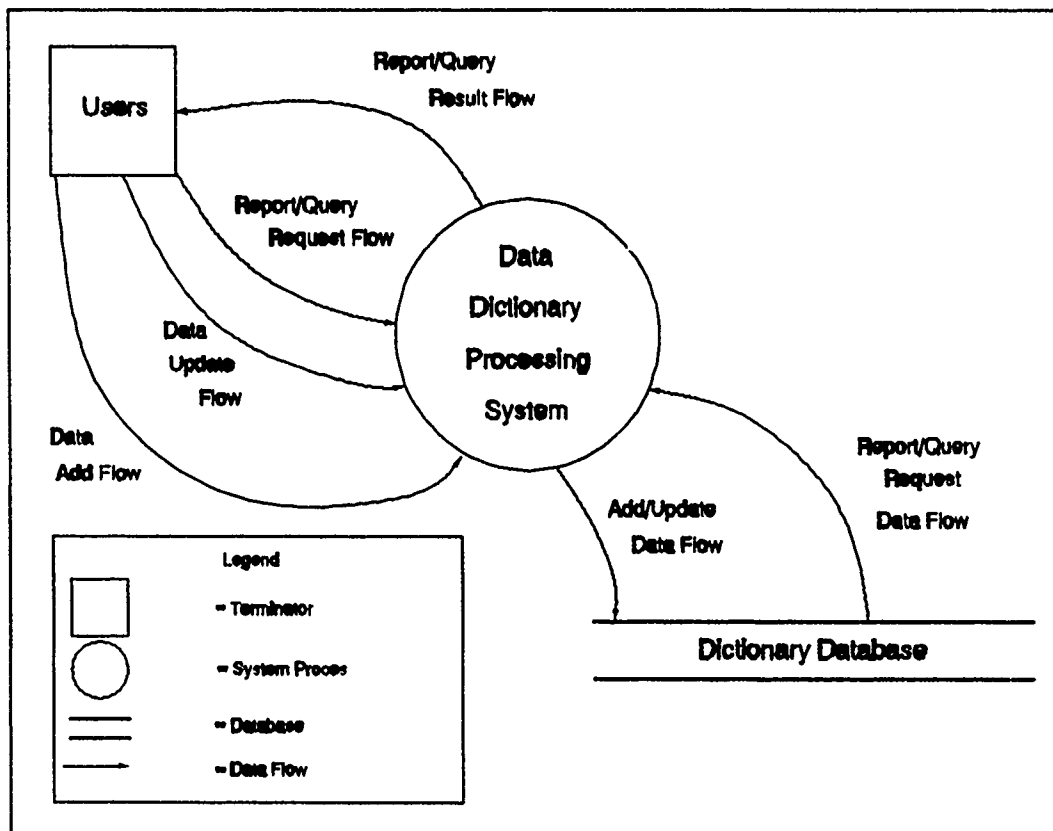 Users
Report/Query
Result Flow
Report/Query
Request Flow
Data
Update
Flow
Data
Add Flow
Data
Dictionary
Processing
System
Add/Update
Data Flow
Report/Query
Request
Data Flow
Dictionary Database
Legend
= Terminator
= System Proces
= Database
= Data Flow